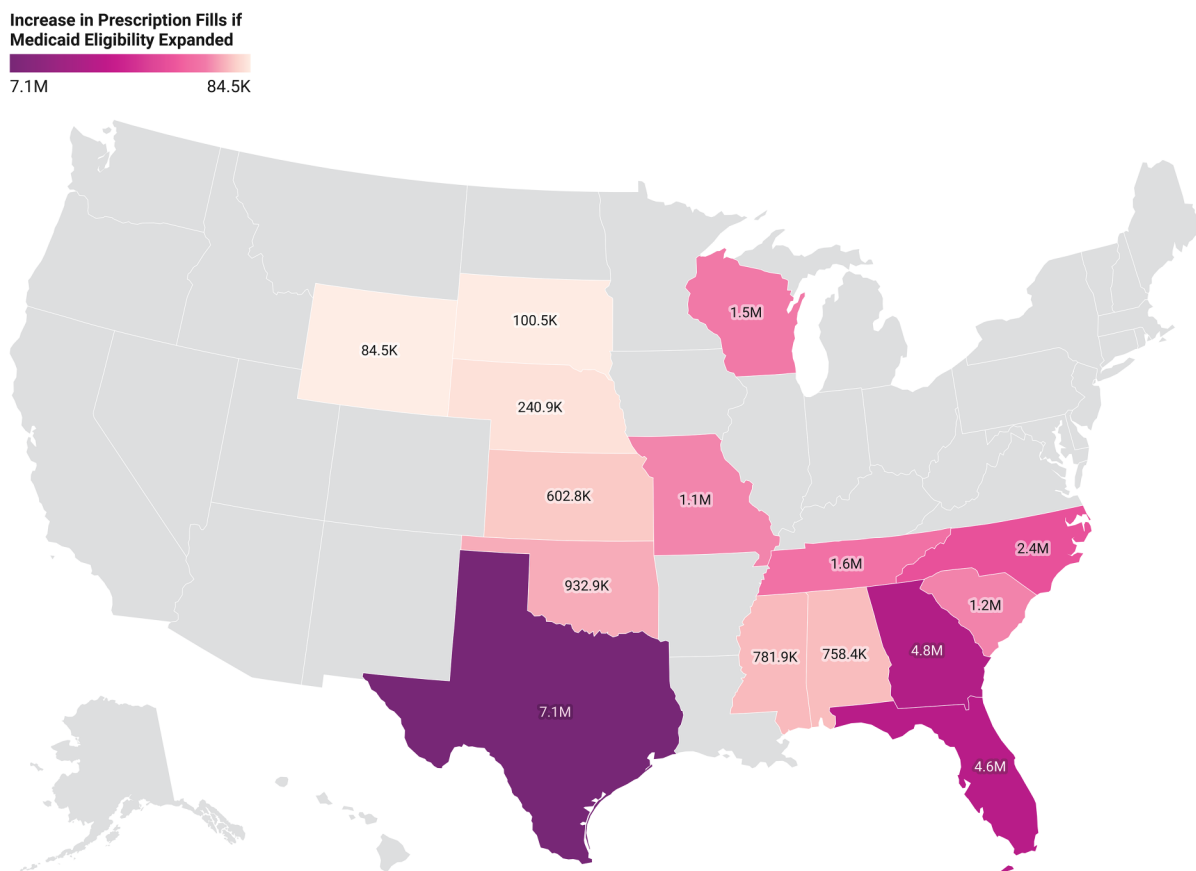 Increase in Prescription Fills if
Medicaid Eligibility Expanded
7.1M 84.5K
1.5M
100.5K
84.5K
240.9K
602.8K
1.1M
2.4M
1.6M
932.9K
1.2M
4.8M
758.4K
781.9K
7.1M
4.6M